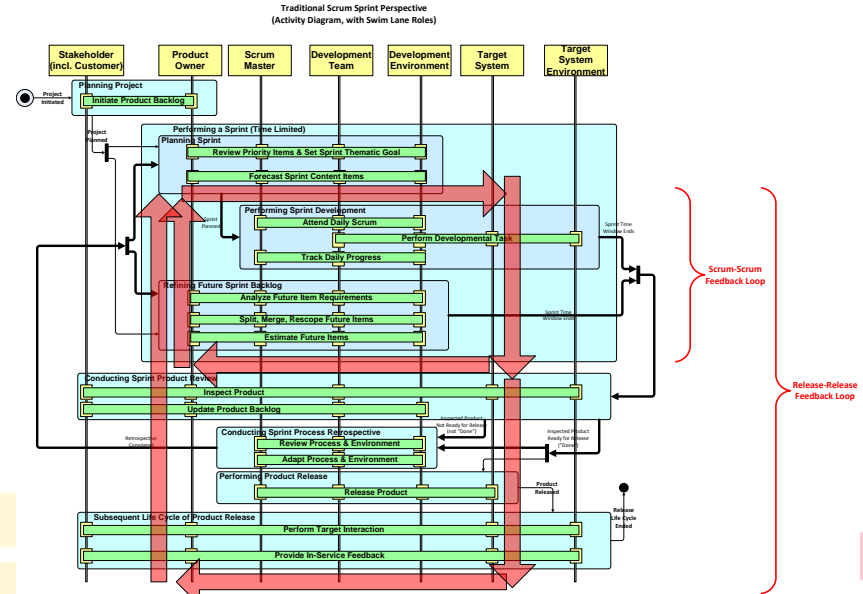 Traditional Scrum Sprint Perspective
(Activity Diagram, with Swim Lane Roles)
Stakeholder
(incl. Customer)
Product
Owner
Scrum
Master
Development
Team
Development
Environment
Target
System
Target
System
Environment
Planning Project
Project
Initiated
Initiate Product Backlog
Project
Planned
Performing a Sprint (Time Limited)
Planning Sprint
Review Priority Items & Set Sprint Thematic Goal
Forecast Sprint Content Items
Sprint
Planned
Performing Sprint Development
Attend Daily Scrum
Perform Developmental Task
Track Daily Progress
Sprint Time
Window Ends
Refining Future Sprint Backlog
Analyze Future Item Requirements
Split, Merge, Rescope Future Items
Estimate Future Items
Sprint Time
Window Ends
Scrum-Scrum
Feedback Loop
Release-Release
Feedback Loop
Conducting Sprint Product Review
Inspect Product
Update Product Backlog
Inspected Product
Not Ready for Release
(not "Done")
Inspected Product
Ready for Release
("Done")
Retrospective
Completed
Conducting Sprint Process Retrospective
Review Process & Environment
Adapt Process & Environment
Performing Product Release
Release Product
Product
Released
Release
Life Cycle
Ended
Subsequent Life Cycle of Product Release
Perform Target Interaction
Provide In-Service Feedback